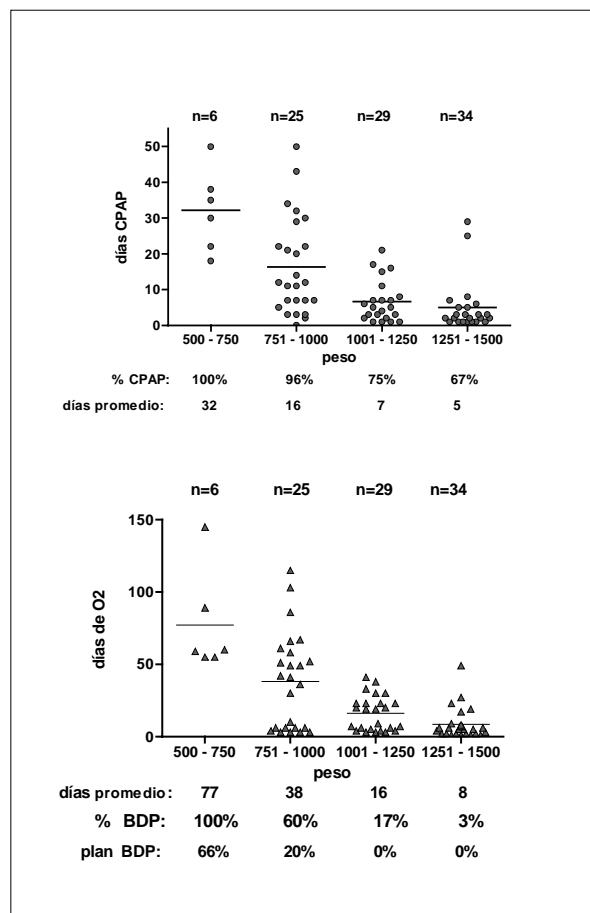 n=6 n=25 n=29 n=34
50
40
30
20
10
0
días CPAP
500 - 750 751 - 1000 1001 - 1250 1251 - 1500
peso
% CPAP: 100% 96% 75% 67%
días promedio: 32 16 7 5
n=6 n=25 n=29 n=34
150
100
50
0
días de O2
500 - 750 751 - 1000 1001 - 1250 1251 - 1500
peso
días promedio: 77 38 16 8
% BDP: 100% 60% 17% 3%
plan BDP: 66% 20% 0% 0%